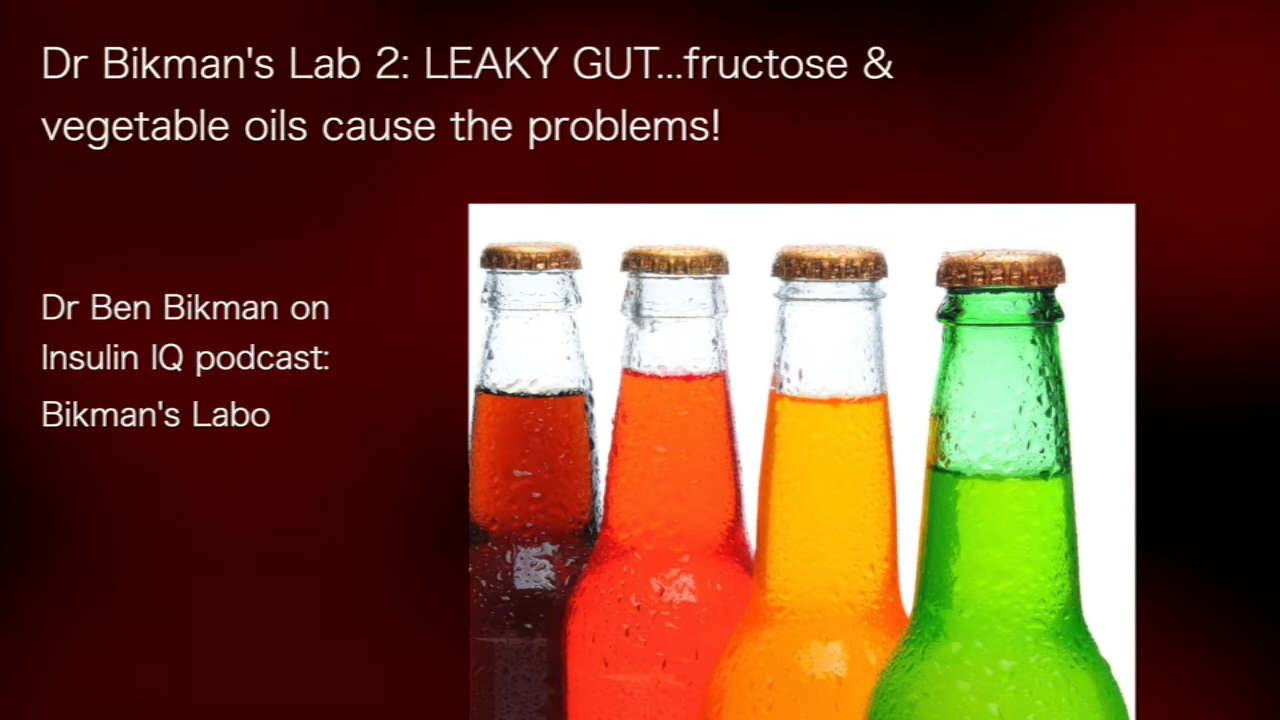 Dr Bikman's Lab 2: LEAKY GUT...fructose &
vegetable oils cause the problems!
Dr Ben Bikman on
Insulin IQ podcast:
Bikman's Labo